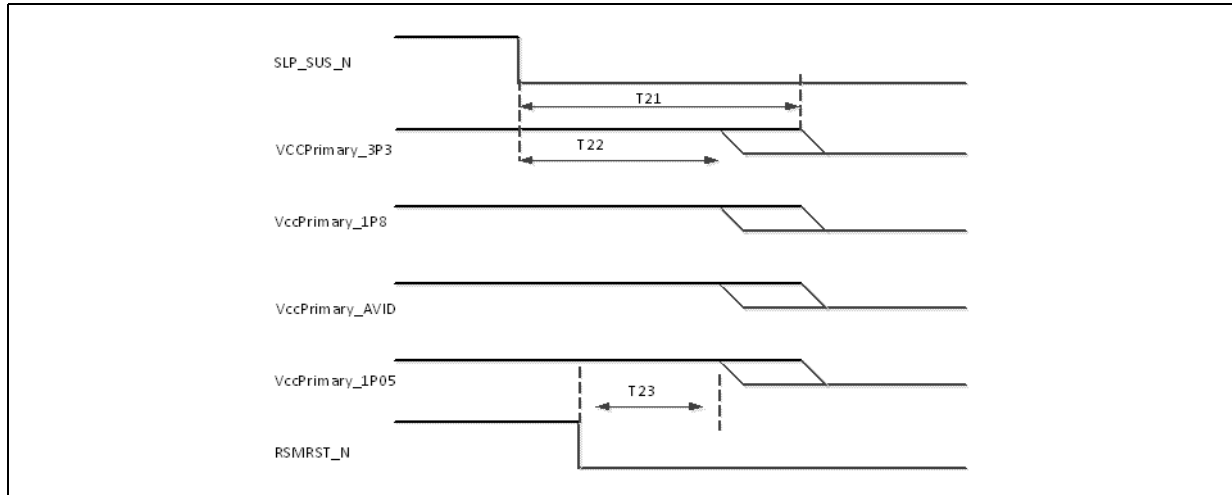 SLP_SUS_N
T21
VCCPrimary_3P3
T22
VccPrimary_1P8
VccPrimary_AVID
VccPrimary_1P05
T23
RSMRST_N